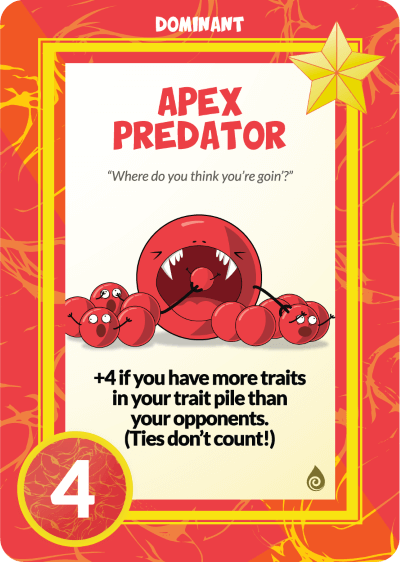 DOMINANT
APEX
PREDATOR
“Where do you think you’re goin’?”
+4 if you have more traits
in your trait pile than
your opponents.
(Ties don’t count!)
4